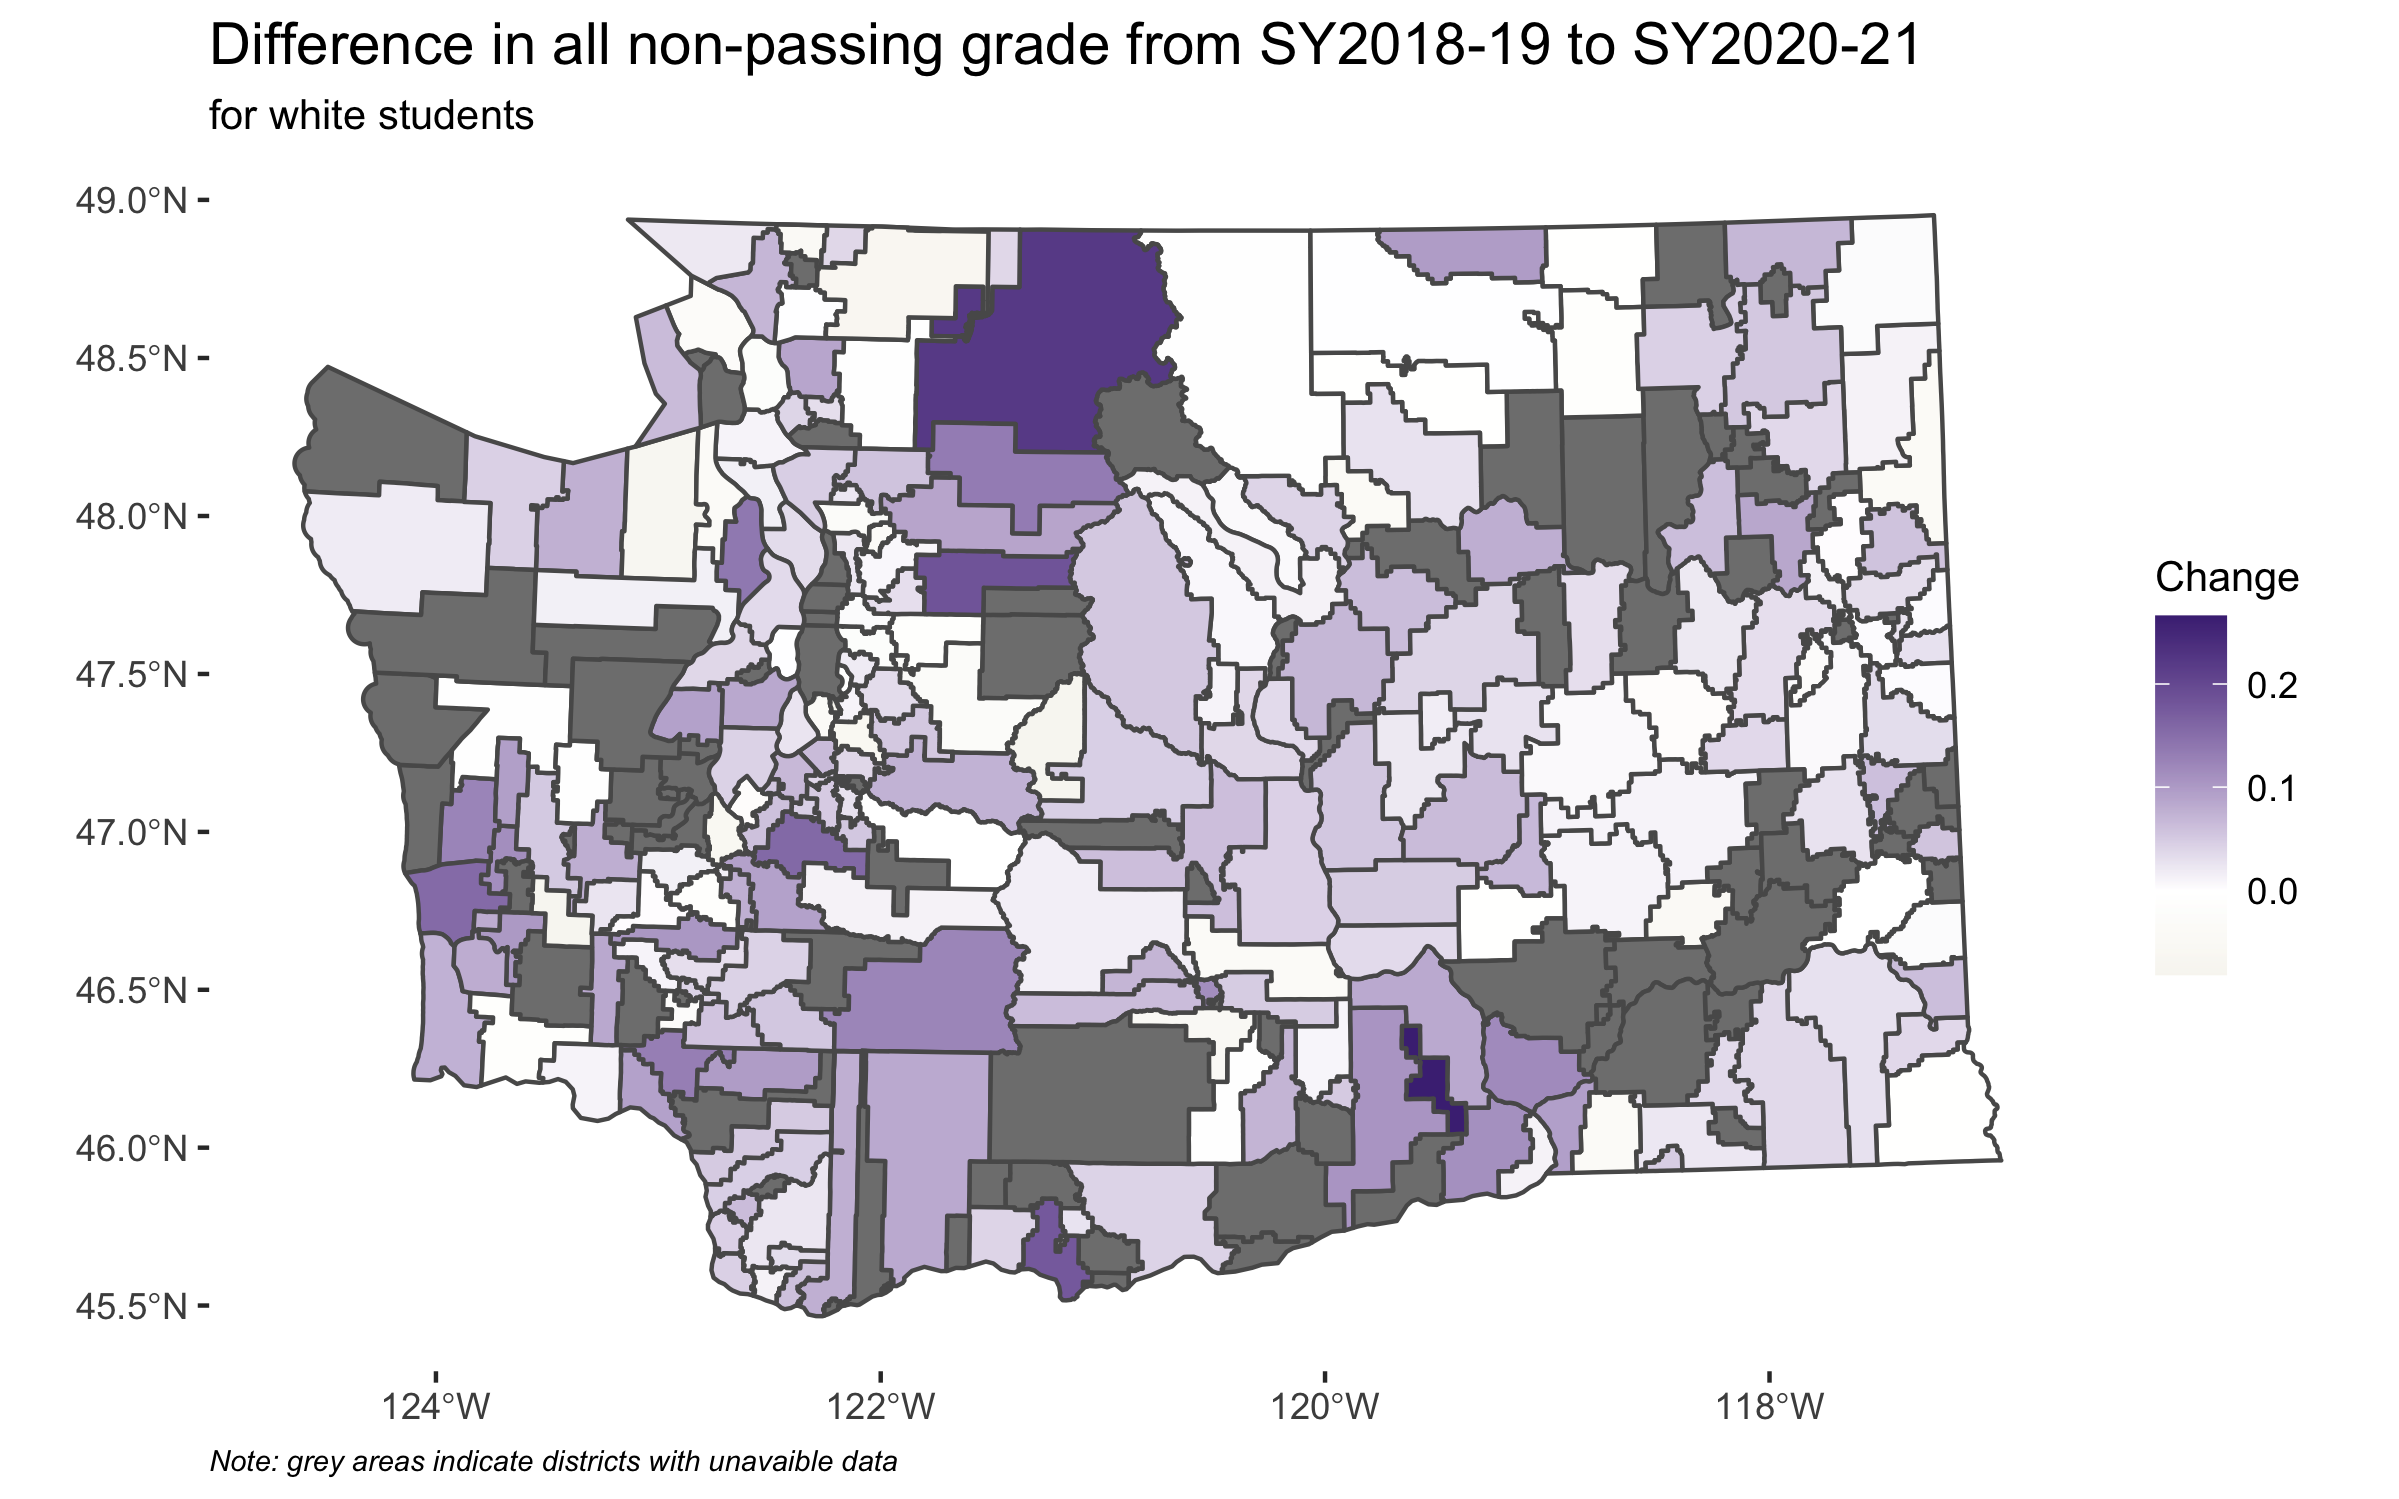 Difference in all non-passing grade from SY2018-19 to SY2020-21
for white students
49.0°N
48.5°N
48.0°N
47.5°N
47.0°N
46.5°N
46.0°N
45.5°N
124°W
122°W
120°W
118°W
Change
0.2
0.1
0.0
Note: grey areas indicate districts with unavaible data